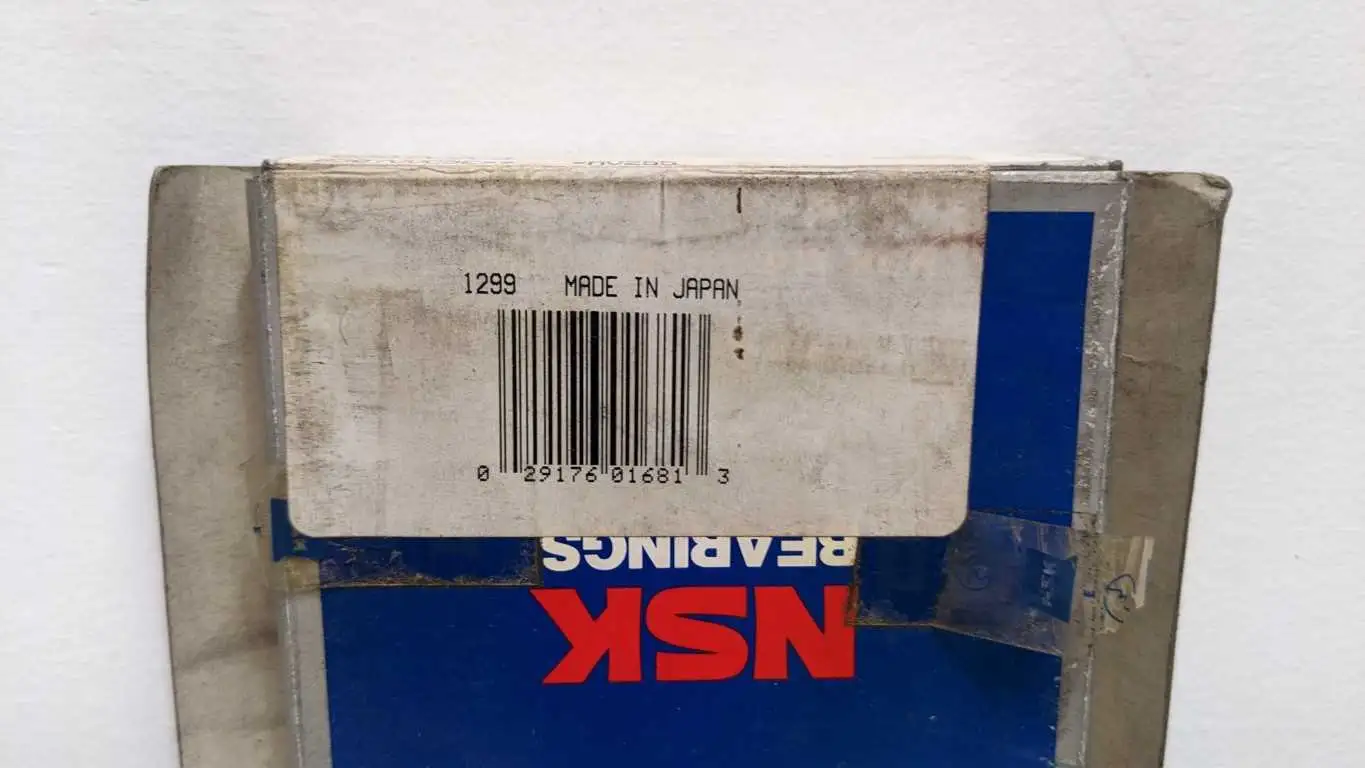 1299 MADE IN JAPAN
0 29176 01681 3
BEARINGS
NSK